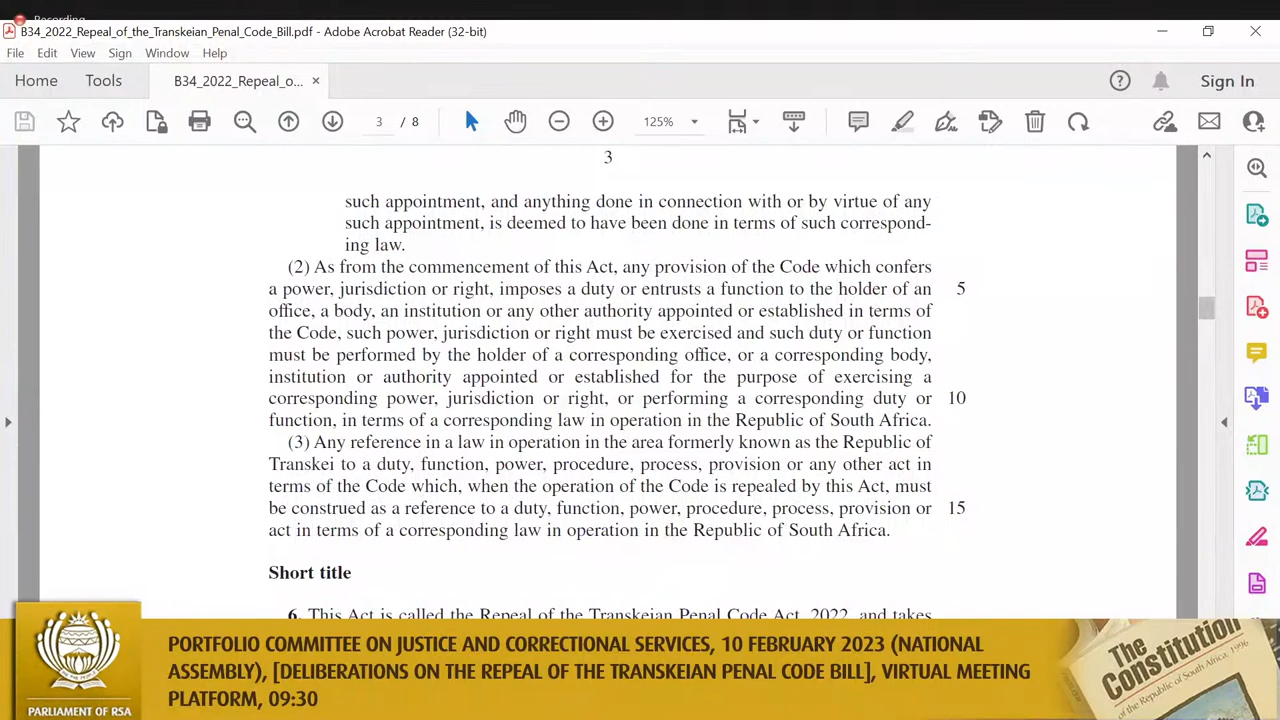 Recording
B34_2022_Repeal_of_the_Transkeian_Penal_Code_Bill.pdf - Adobe Acrobat Reader (32-bit)
File Edit View Sign Window Help
Home Tools B34_2022_Repeal_o... × Sign In
3 / 8 125%
3
such appointment, and anything done in connection with or by virtue of any
such appointment, is deemed to have been done in terms of such correspond-
ing law.
(2) As from the commencement of this Act, any provision of the Code which confers
a power, jurisdiction or right, imposes a duty or entrusts a function to the holder of an 5
office, a body, an institution or any other authority appointed or established in terms of
the Code, such power, jurisdiction or right must be exercised and such duty or function
must be performed by the holder of a corresponding office, or a corresponding body,
institution or authority appointed or established for the purpose of exercising a
corresponding power, jurisdiction or right, or performing a corresponding duty or 10
function, in terms of a corresponding law in operation in the Republic of South Africa.
(3) Any reference in a law in operation in the area formerly known as the Republic of
Transkei to a duty, function, power, procedure, process, provision or any other act in
terms of the Code which, when the operation of the Code is repealed by this Act, must
be construed as a reference to a duty, function, power, procedure, process, provision or 15
act in terms of a corresponding law in operation in the Republic of South Africa.
Short title
6. This Act is called the Repeal of the Transkeian Penal Code Act, 2022, and takes
PORTFOLIO COMMITTEE ON JUSTICE AND CORRECTIONAL SERVICES, 10 FEBRUARY 2023 (NATIONAL
ASSEMBLY), [DELIBERATIONS ON THE REPEAL OF THE TRANSKEIAN PENAL CODE BILL], VIRTUAL MEETING
PLATFORM, 09:30
PARLIAMENT OF RSA
The
Constitution
of the Republic of South Africa, 1996